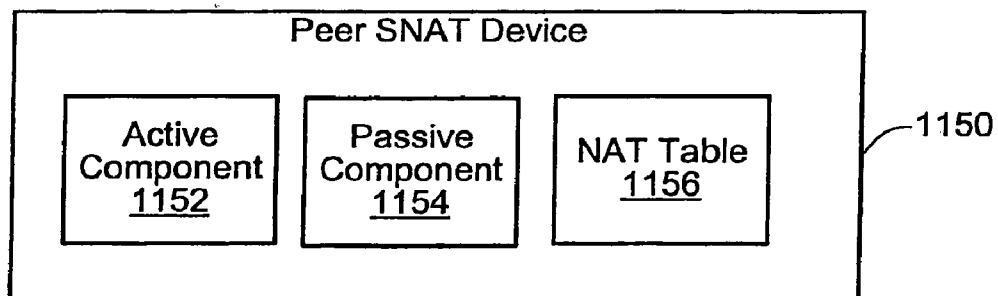 Peer SNAT Device
Active
Component
1152
Passive
Component
1154
NAT Table
1156
1150